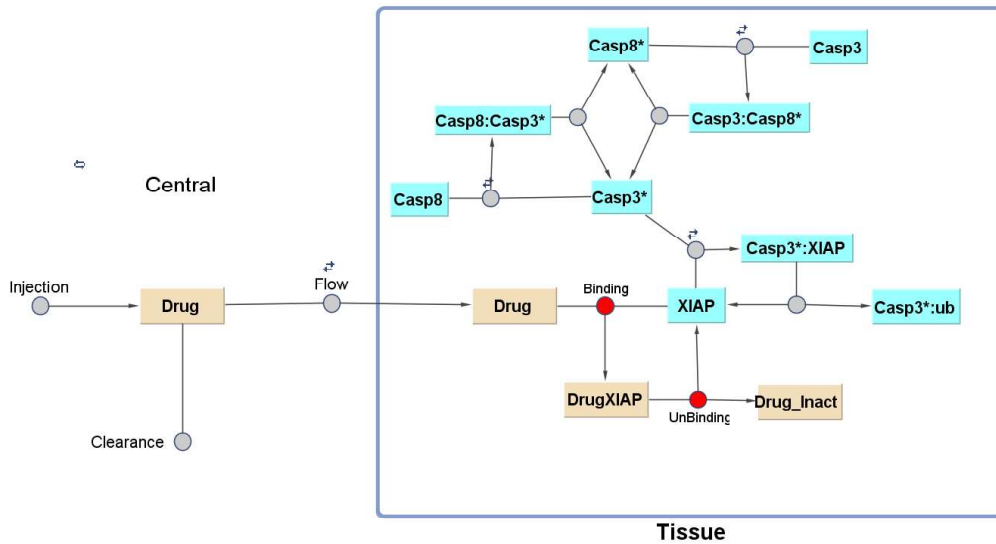 Casp8*
Casp3
Casp8:Casp3*
Casp3:Casp8*
Central
Casp8
Casp3*
Casp3*:XIAP
Injection
Flow
Binding
Drug
Drug
XIAP
Casp3*:ub
DrugXIAP
Drug_Inact
UnBinding
Clearance
Tissue